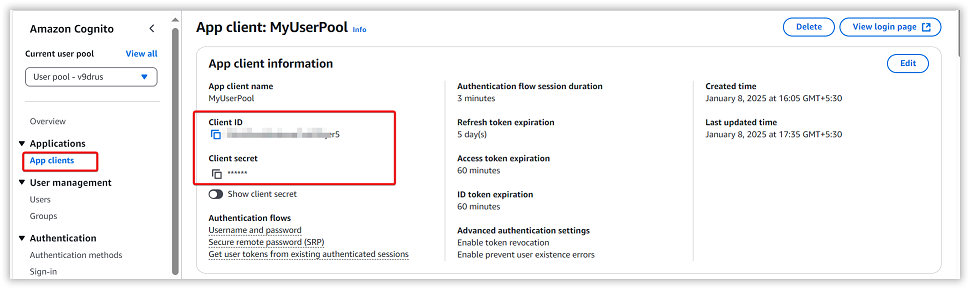 Amazon Cognito
Current user pool
View all
User pool - v9drus
Overview
Applications
App clients
User management
Users
Groups
Authentication
Authentication methods
Sign-in
App client: MyUserPool Info
Delete
View login page
App client information
Edit
App client name
MyUserPool
Client ID
Client secret
******
Show client secret
Authentication flows
Username and password
Secure remote password (SRP)
Get user tokens from existing authenticated sessions
Authentication flow session duration
3 minutes
Refresh token expiration
5 day(s)
Access token expiration
60 minutes
ID token expiration
60 minutes
Advanced authentication settings
Enable token revocation
Enable prevent user existence errors
Created time
January 8, 2025 at 16:05 GMT+5:30
Last updated time
January 8, 2025 at 17:35 GMT+5:30